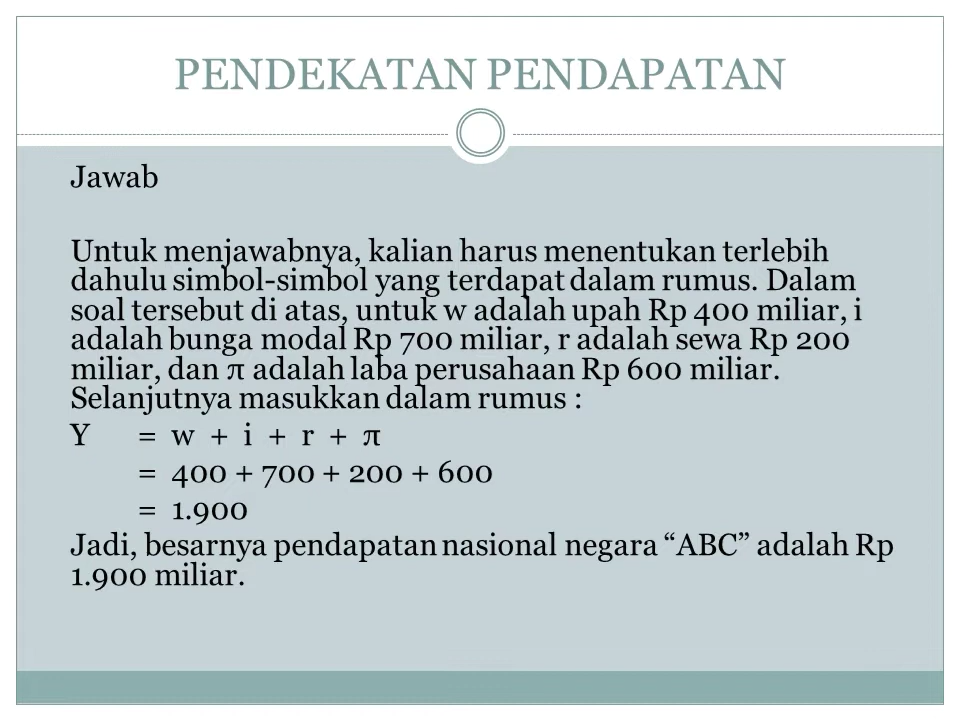 PENDEKATAN PENDAPATAN
Jawab
Untuk menjawabnya, kalian harus menentukan terlebih
dahulu simbol-simbol yang terdapat dalam rumus. Dalam
soal tersebut di atas, untuk w adalah upah Rp 400 miliar, i
adalah bunga modal Rp 700 miliar, r adalah sewa Rp 200
miliar, dan π adalah laba perusahaan Rp 600 miliar.
Selanjutnya masukkan dalam rumus :
Y = w + i + r + π
= 400 + 700 + 200 + 600
= 1.900
Jadi, besarnya pendapatan nasional negara “ABC” adalah Rp
1.900 miliar.